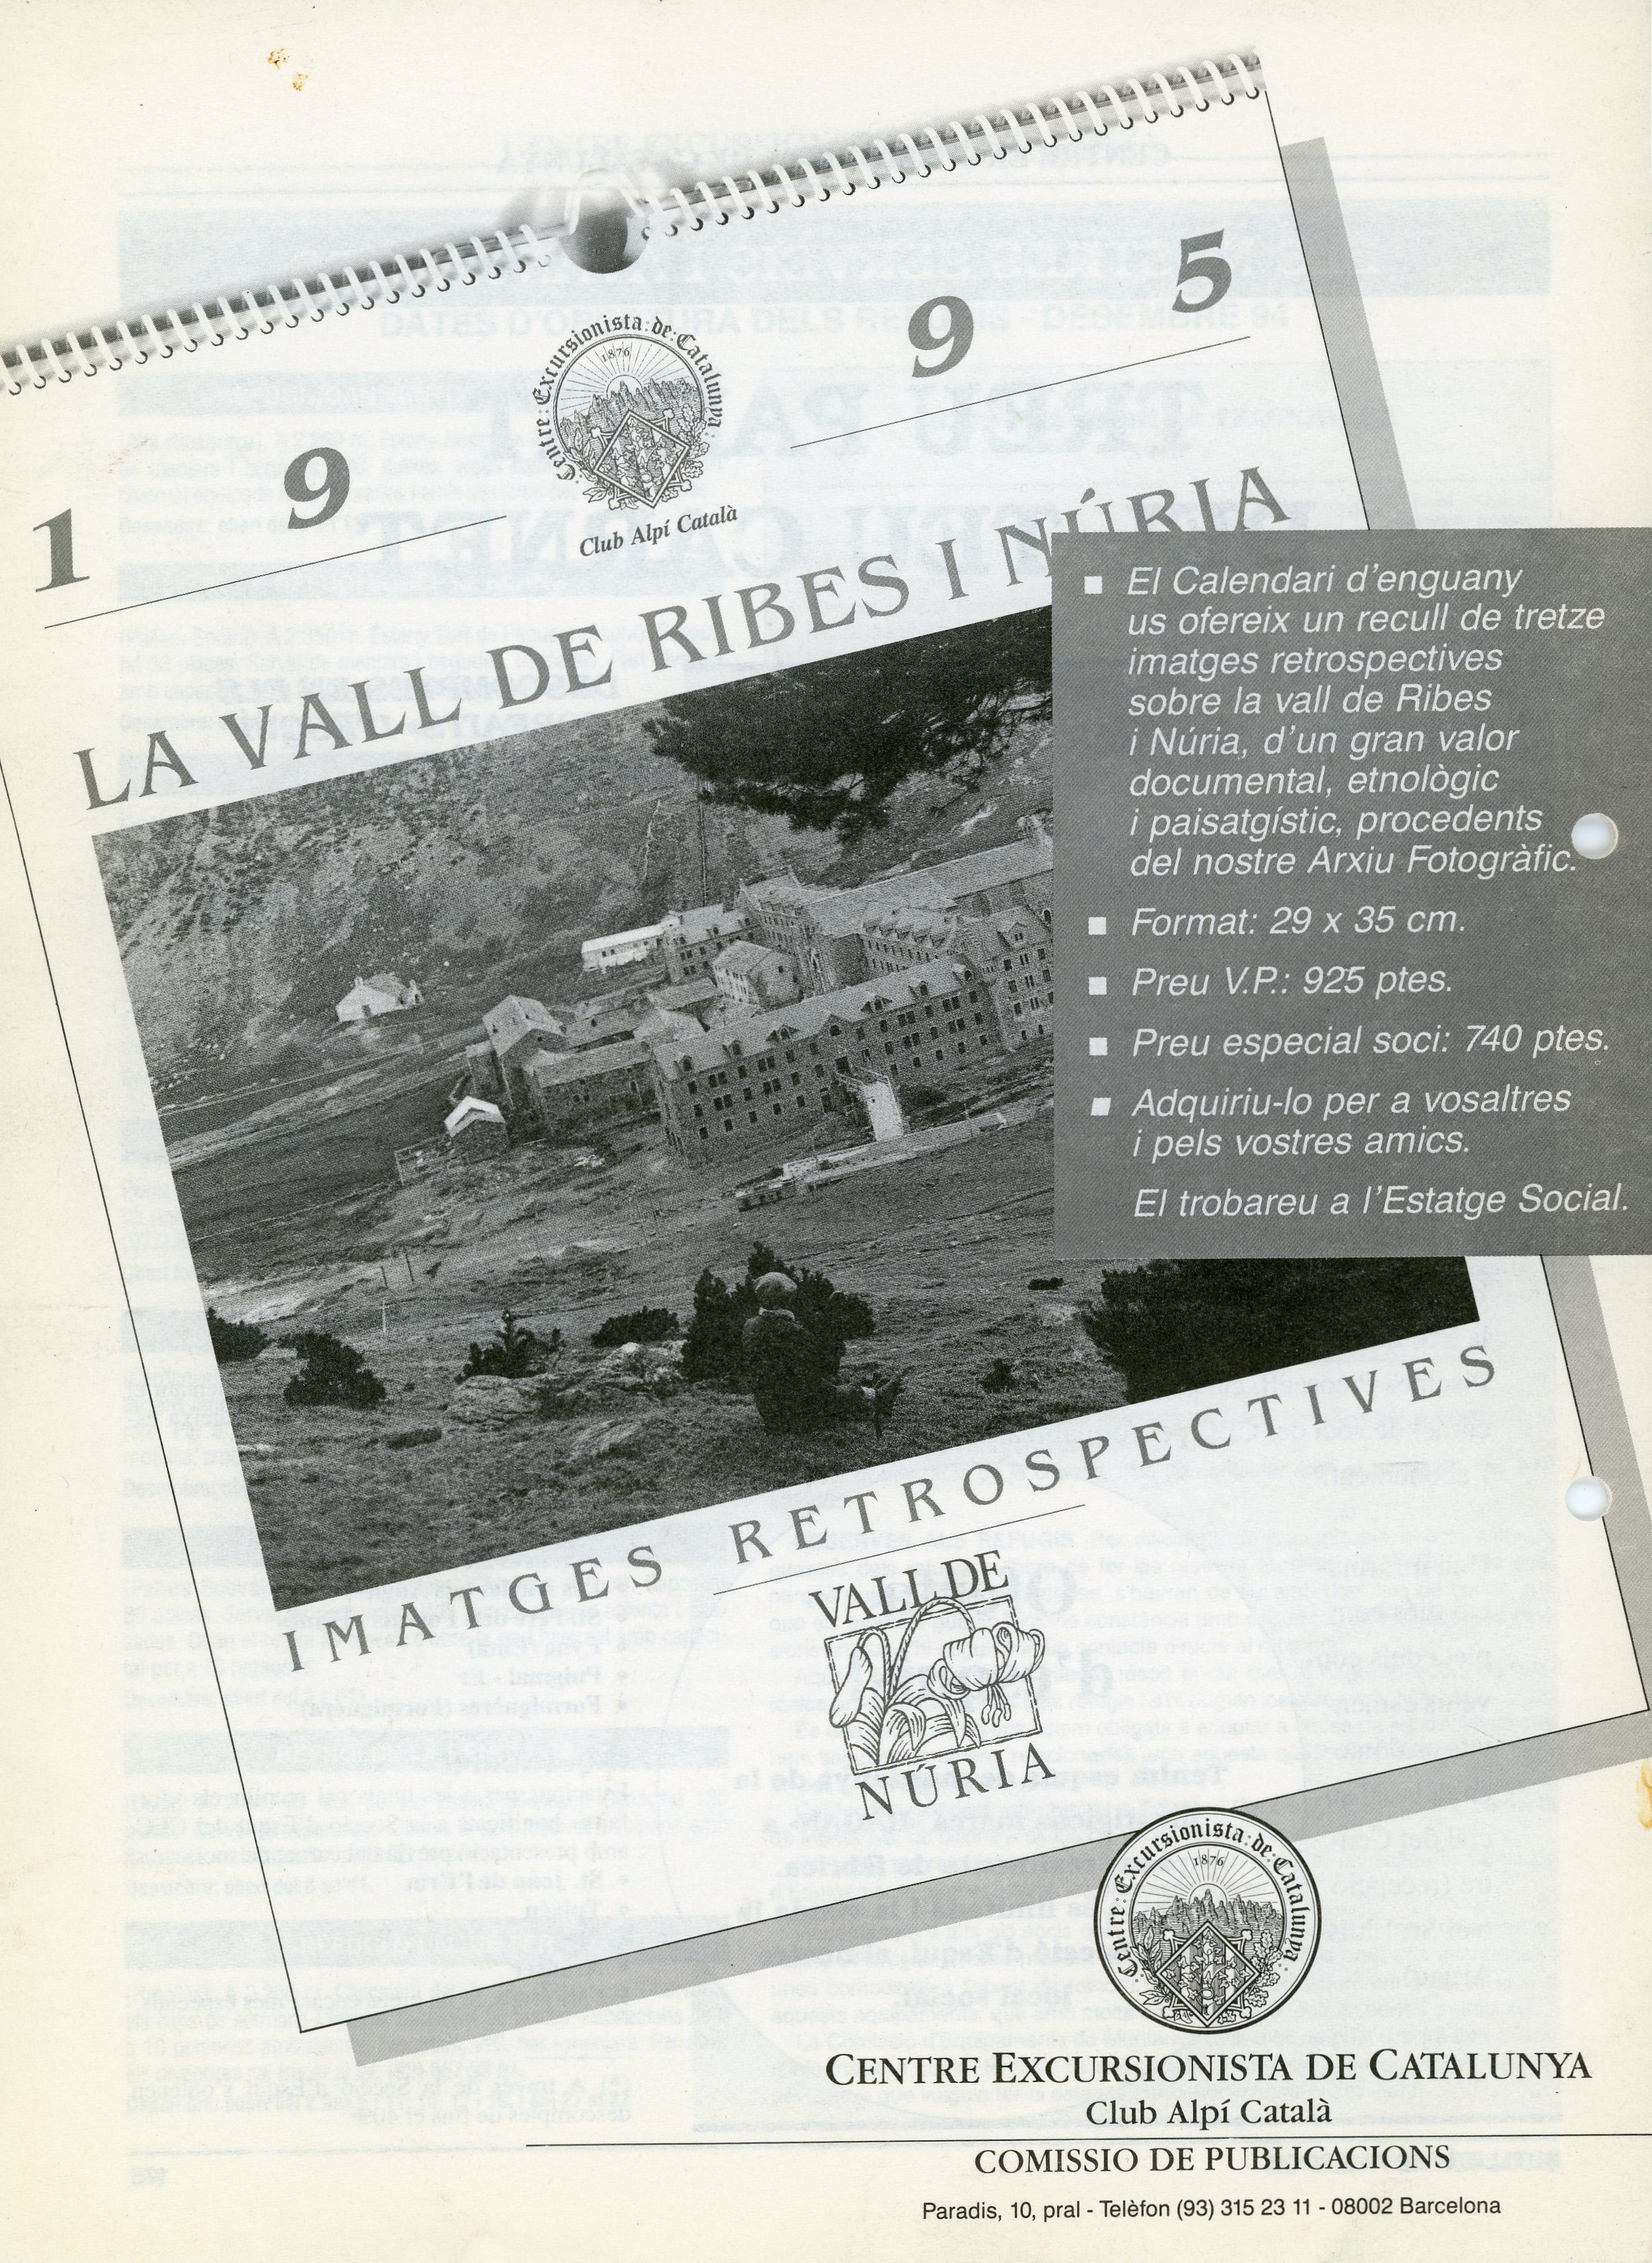 1 9 9 5
Centre Excursionista de Catalunya
1876
Club Alpí Català
LA VALL DE RIBES I NÚRIA
■ El Calendari d'enguany
us ofereix un recull de tretze
imatges retrospectives
sobre la vall de Ribes
i Núria, d'un gran valor
documental, etnològic
i paisatgístic, procedents
del nostre Arxiu Fotogràfic.
■ Format: 29 x 35 cm.
■ Preu V.P.: 925 ptes.
■ Preu especial soci: 740 ptes.
■ Adquiriu-lo per a vosaltres
i pels vostres amics.
El trobareu a l'Estatge Social.
IMATGES RETROSPECTIVES
VALL DE
NÚRIA
Centre Excursionista de Catalunya
1876
CENTRE EXCURSIONISTA DE CATALUNYA
Club Alpí Català
COMISSIO DE PUBLICACIONS
Paradis, 10, pral - Telèfon (93) 315 23 11 - 08002 Barcelona